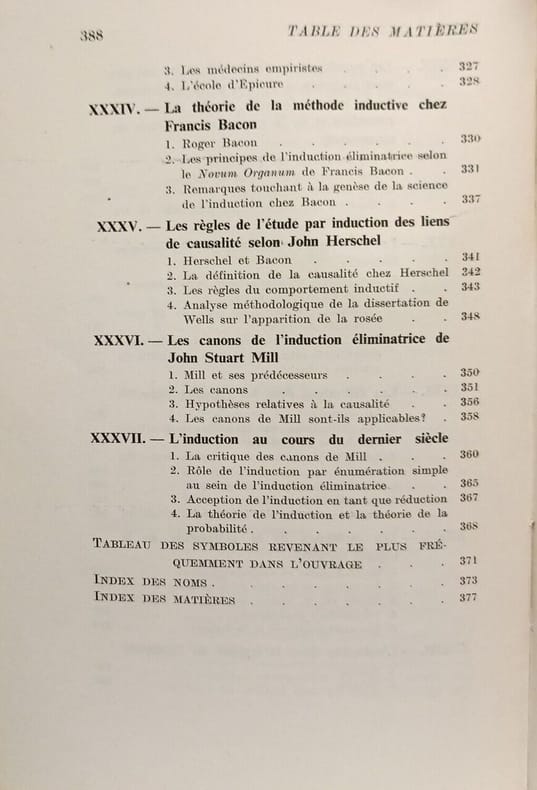 388 TABLE DES MATIÈRES
3. Les médecins empiristes . . . . 327
4. L'école d'Epicure . . . . . 328
XXXIV. — La théorie de la méthode inductive chez
Francis Bacon
1. Roger Bacon . . . . . . 330
2. Les principes de l'induction éliminatrice selon
le Novum Organum de Francis Bacon . . 331
3. Remarques touchant à la genèse de la science
de l'induction chez Bacon . . . . 337
XXXV. — Les règles de l'étude par induction des liens
de causalité selon John Herschel
1. Herschel et Bacon . . . . . 341
2. La définition de la causalité chez Herschel 342
3. Les règles du comportement inductif . . 343
4. Analyse méthodologique de la dissertation de
Wells sur l'apparition de la rosée . . 348
XXXVI. — Les canons de l'induction éliminatrice de
John Stuart Mill
1. Mill et ses prédécesseurs . . . . 350
2. Les canons . . . . . . 351
3. Hypothèses relatives à la causalité . . 356
4. Les canons de Mill sont-ils applicables? . 358
XXXVII. — L'induction au cours du dernier siècle
1. La critique des canons de Mill . . . 360
2. Rôle de l'induction par énumération simple
au sein de l'induction éliminatrice . . 365
3. Acception de l'induction en tant que réduction 367
4. La théorie de l'induction et la théorie de la
probabilité . . . . . . . 368
TABLEAU DES SYMBOLES REVENANT LE PLUS FRÉ-
QUEMMENT DANS L'OUVRAGE . . . 371
INDEX DES NOMS . . . . . . . 373
INDEX DES MATIÈRES . . . . . . 377